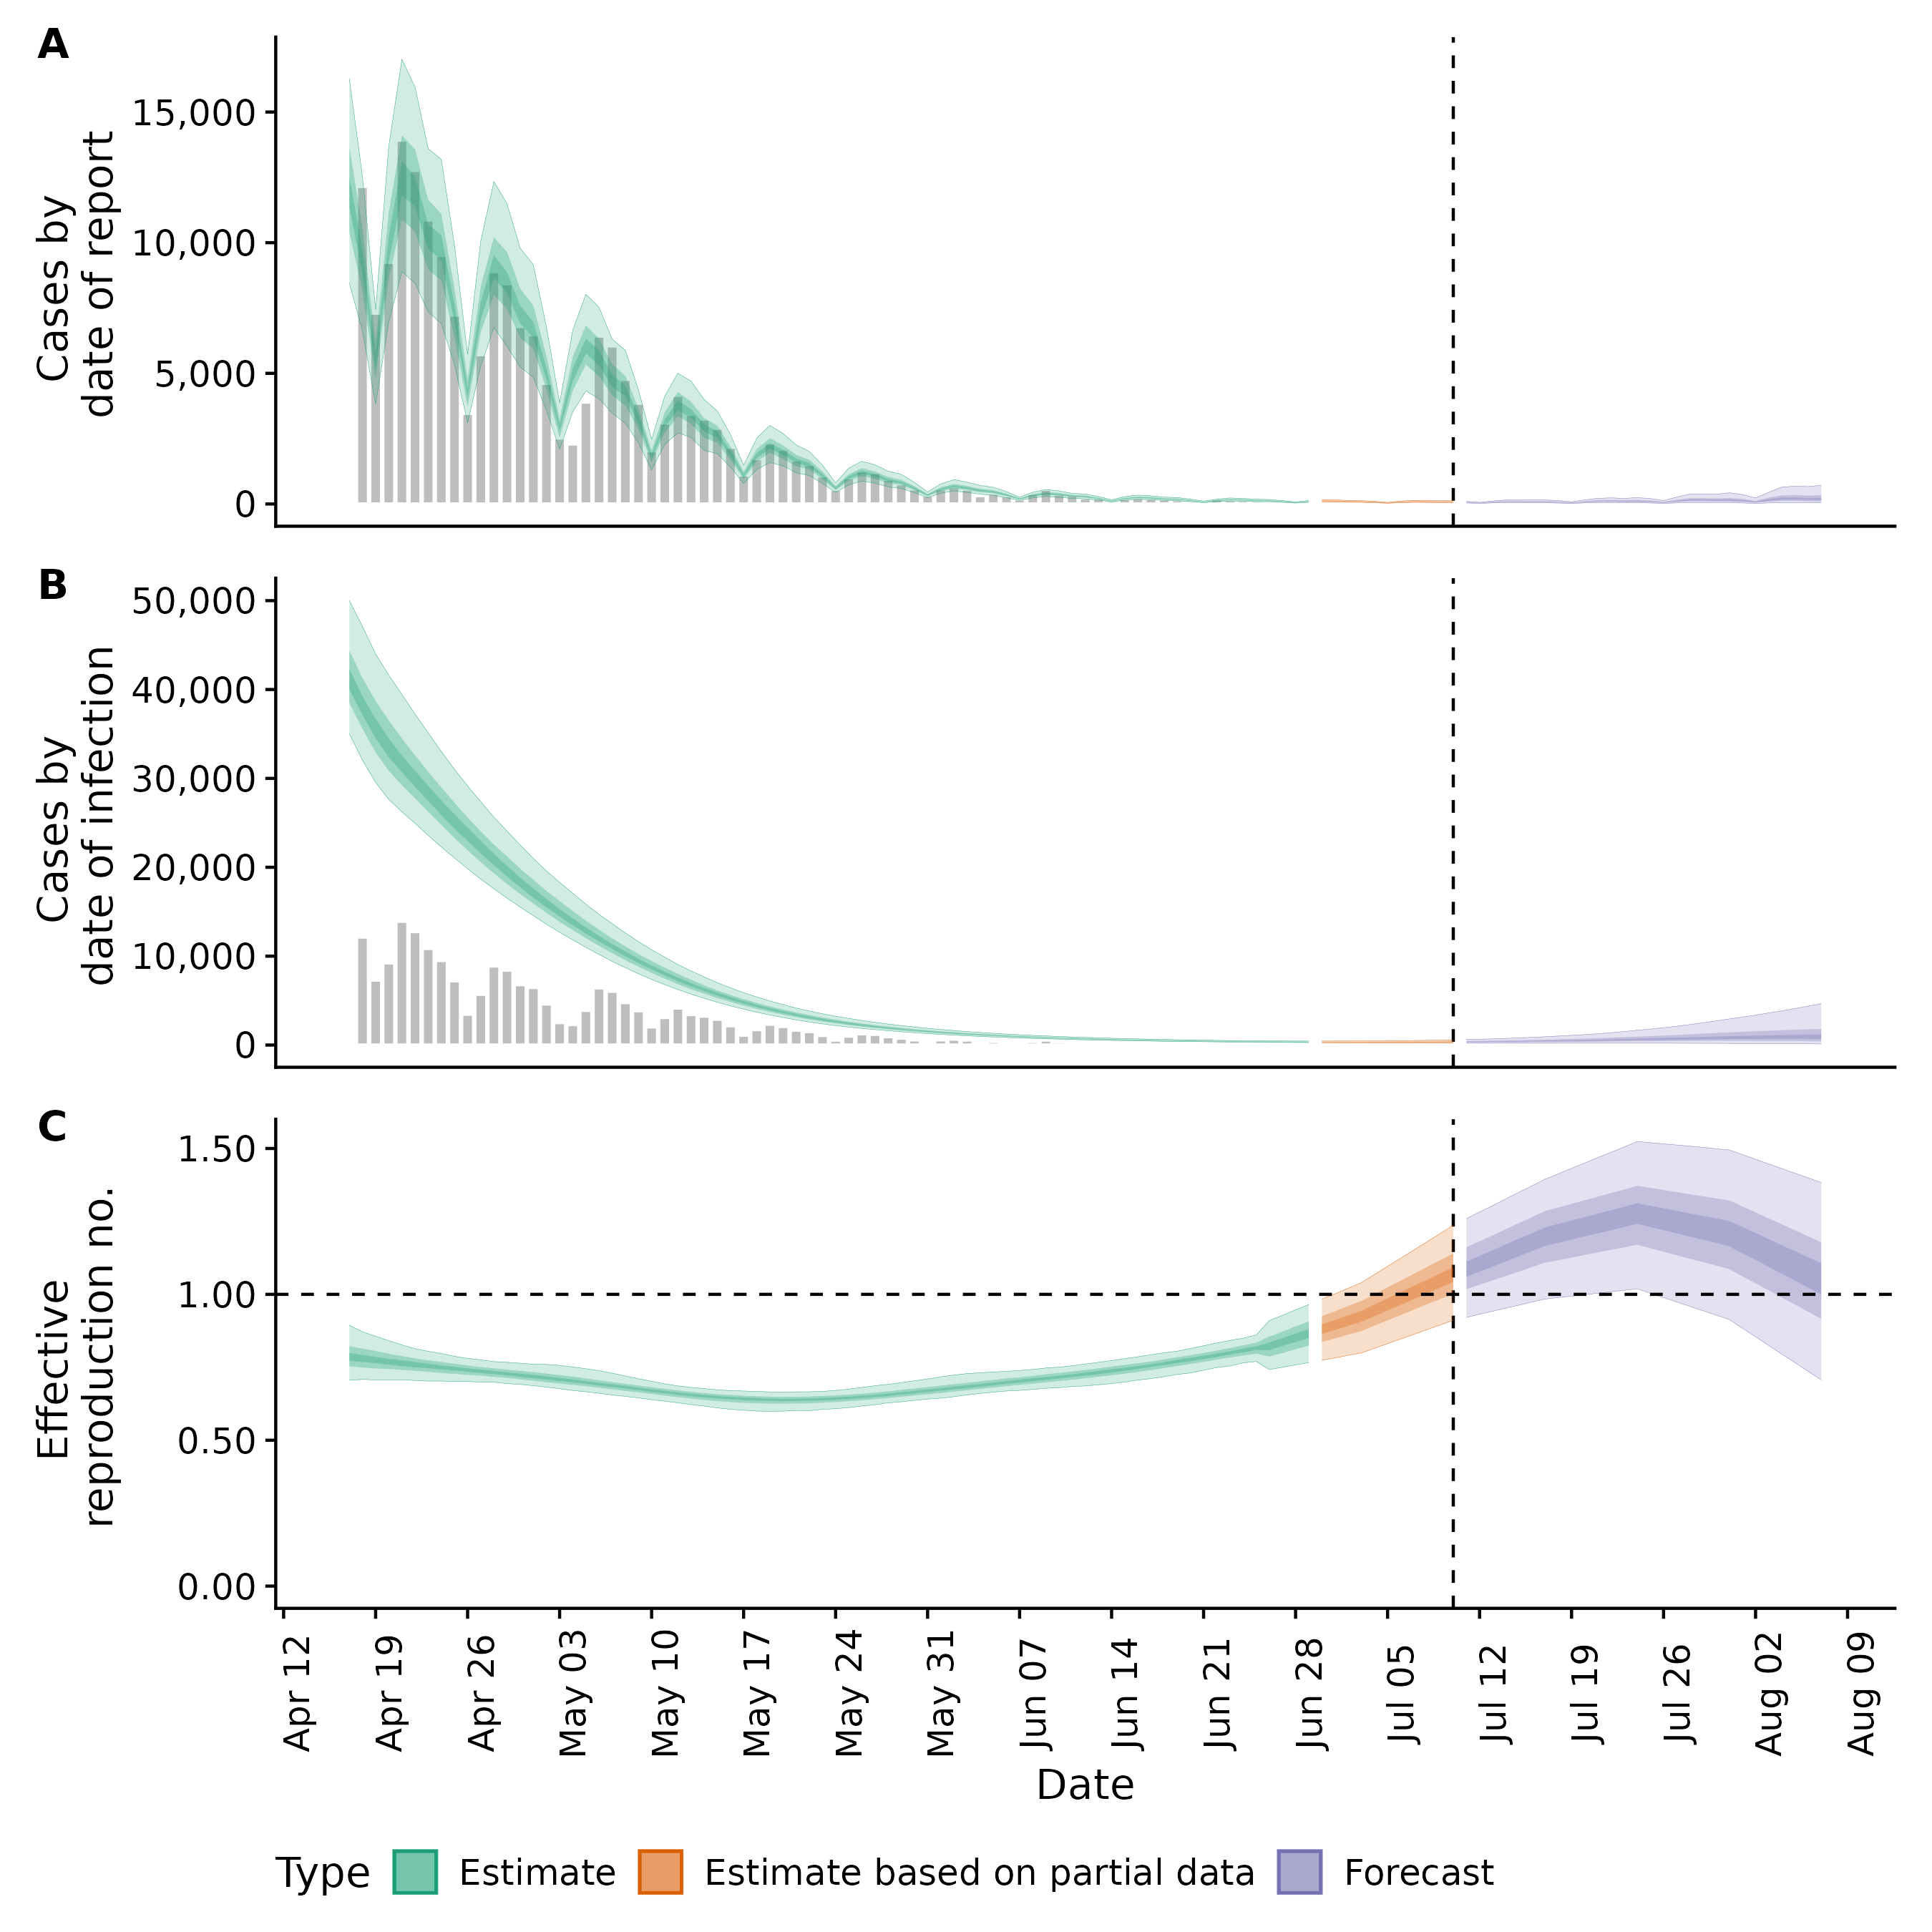 A
Cases by
date of report
15,000
10,000
5,000
0
B
Cases by
date of infection
50,000
40,000
30,000
20,000
10,000
0
C
Effective
reproduction no.
1.50
1.00
0.50
0.00
Apr 12
Apr 19
Apr 26
May 03
May 10
May 17
May 24
May 31
Jun 07
Jun 14
Jun 21
Jun 28
Jul 05
Jul 12
Jul 19
Jul 26
Aug 02
Aug 09
Date
Type Estimate Estimate based on partial data Forecast